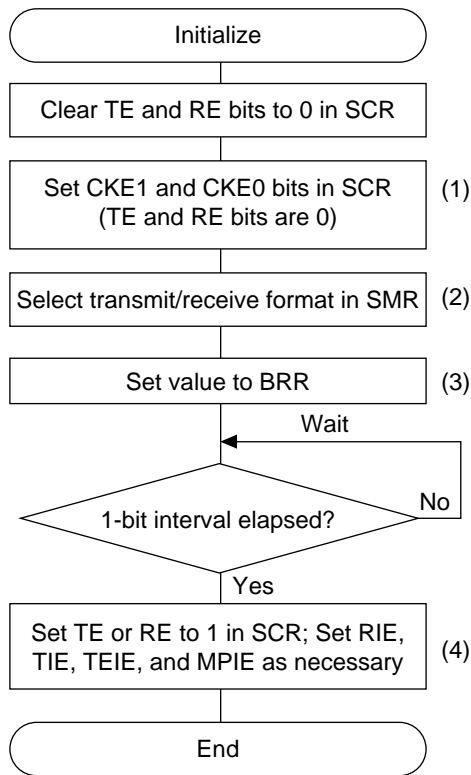 Initialize
Clear TE and RE bits to 0 in SCR
Set CKE1 and CKE0 bits in SCR
(TE and RE bits are 0)
(1)
Select transmit/receive format in SMR
(2)
Set value to BRR
(3)
Wait
1-bit interval elapsed?
No
Yes
Set TE or RE to 1 in SCR; Set RIE,
TIE, TEIE, and MPIE as necessary
(4)
End